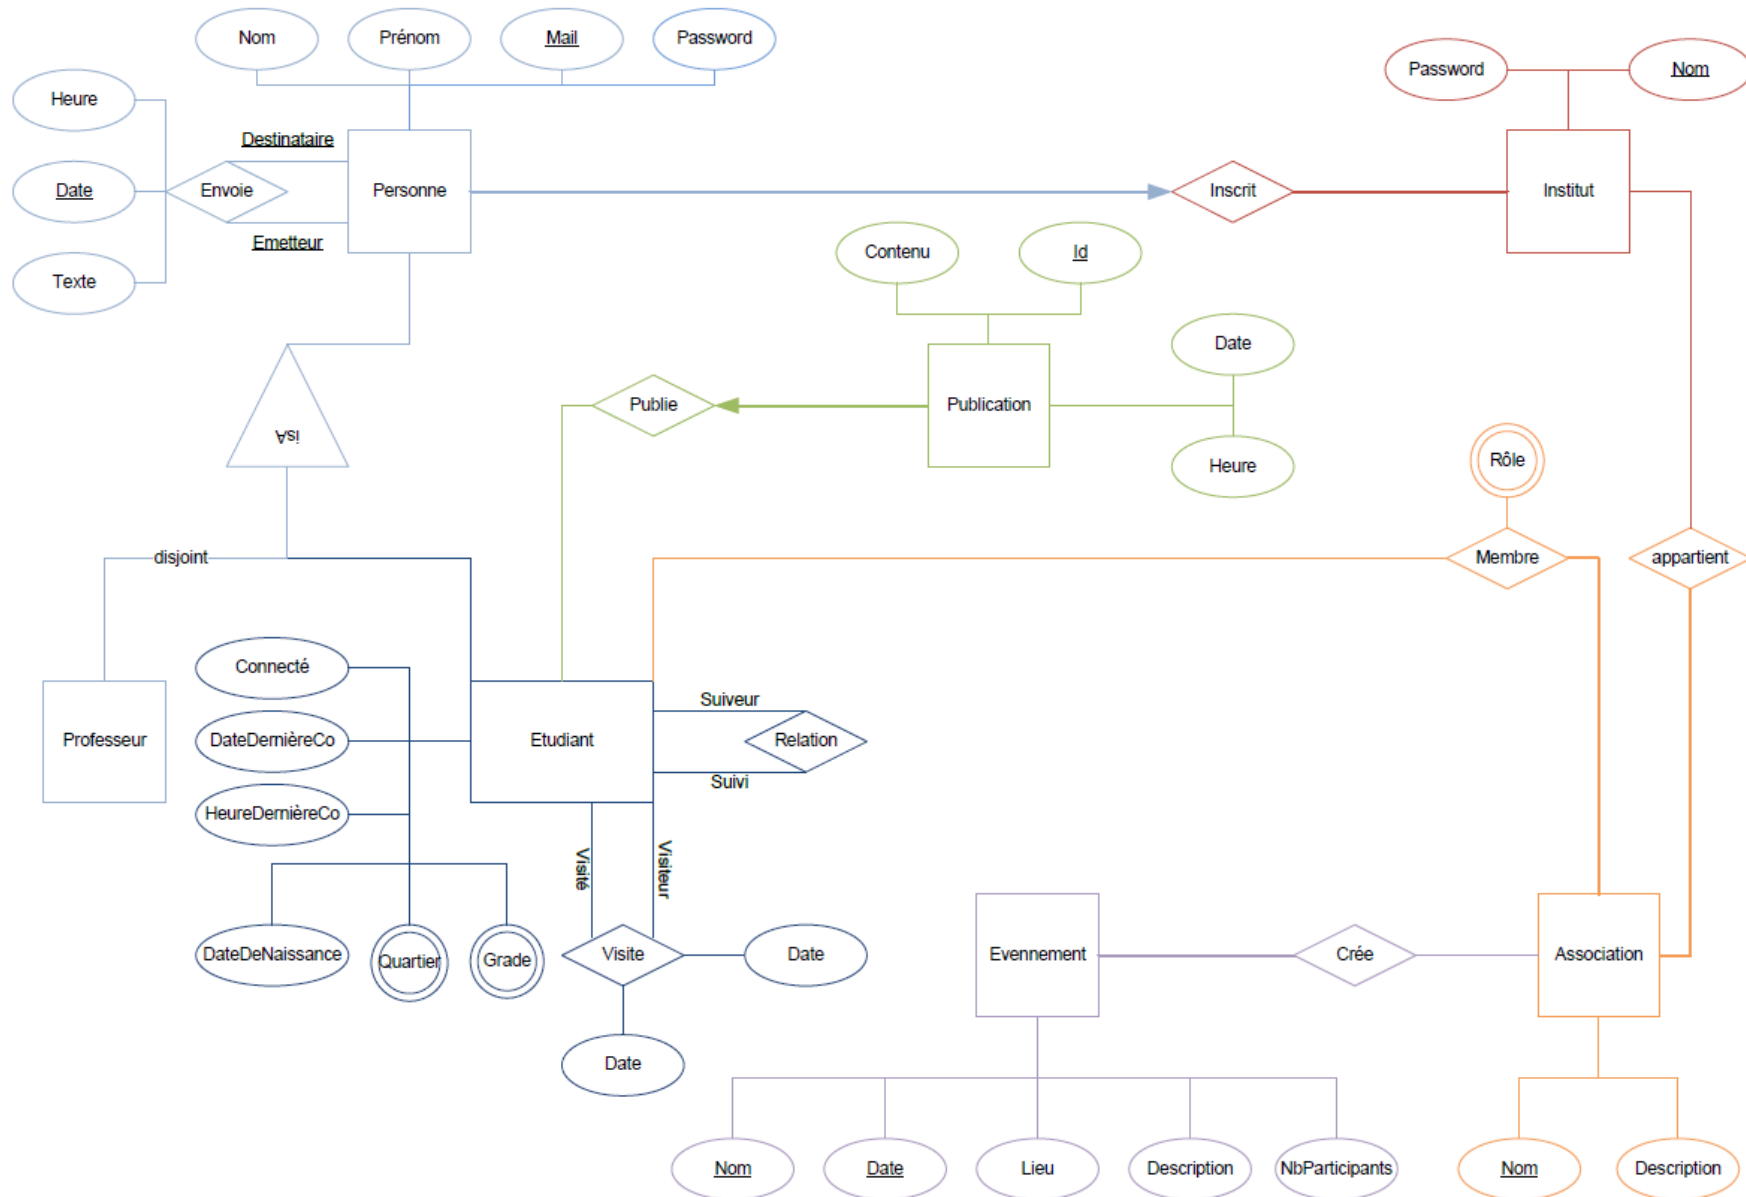 Nom
Prénom
Mail
Password
Password
Nom
Heure
Destinataire
Date
Envoie
Personne
Inscrit
Institut
Emetteur
Contenu
Id
Texte
Date
Publie
Publication
isA
Rôle
Heure
disjoint
Membre
appartient
Connecté
Suiveur
Professeur
DateDernièreCo
Etudiant
Relation
Suivi
HeureDernièreCo
Visité
Visiteur
DateDeNaissance
Quartier
Grade
Visite
Date
Evennement
Crée
Association
Date
Nom
Date
Lieu
Description
NbParticipants
Nom
Description